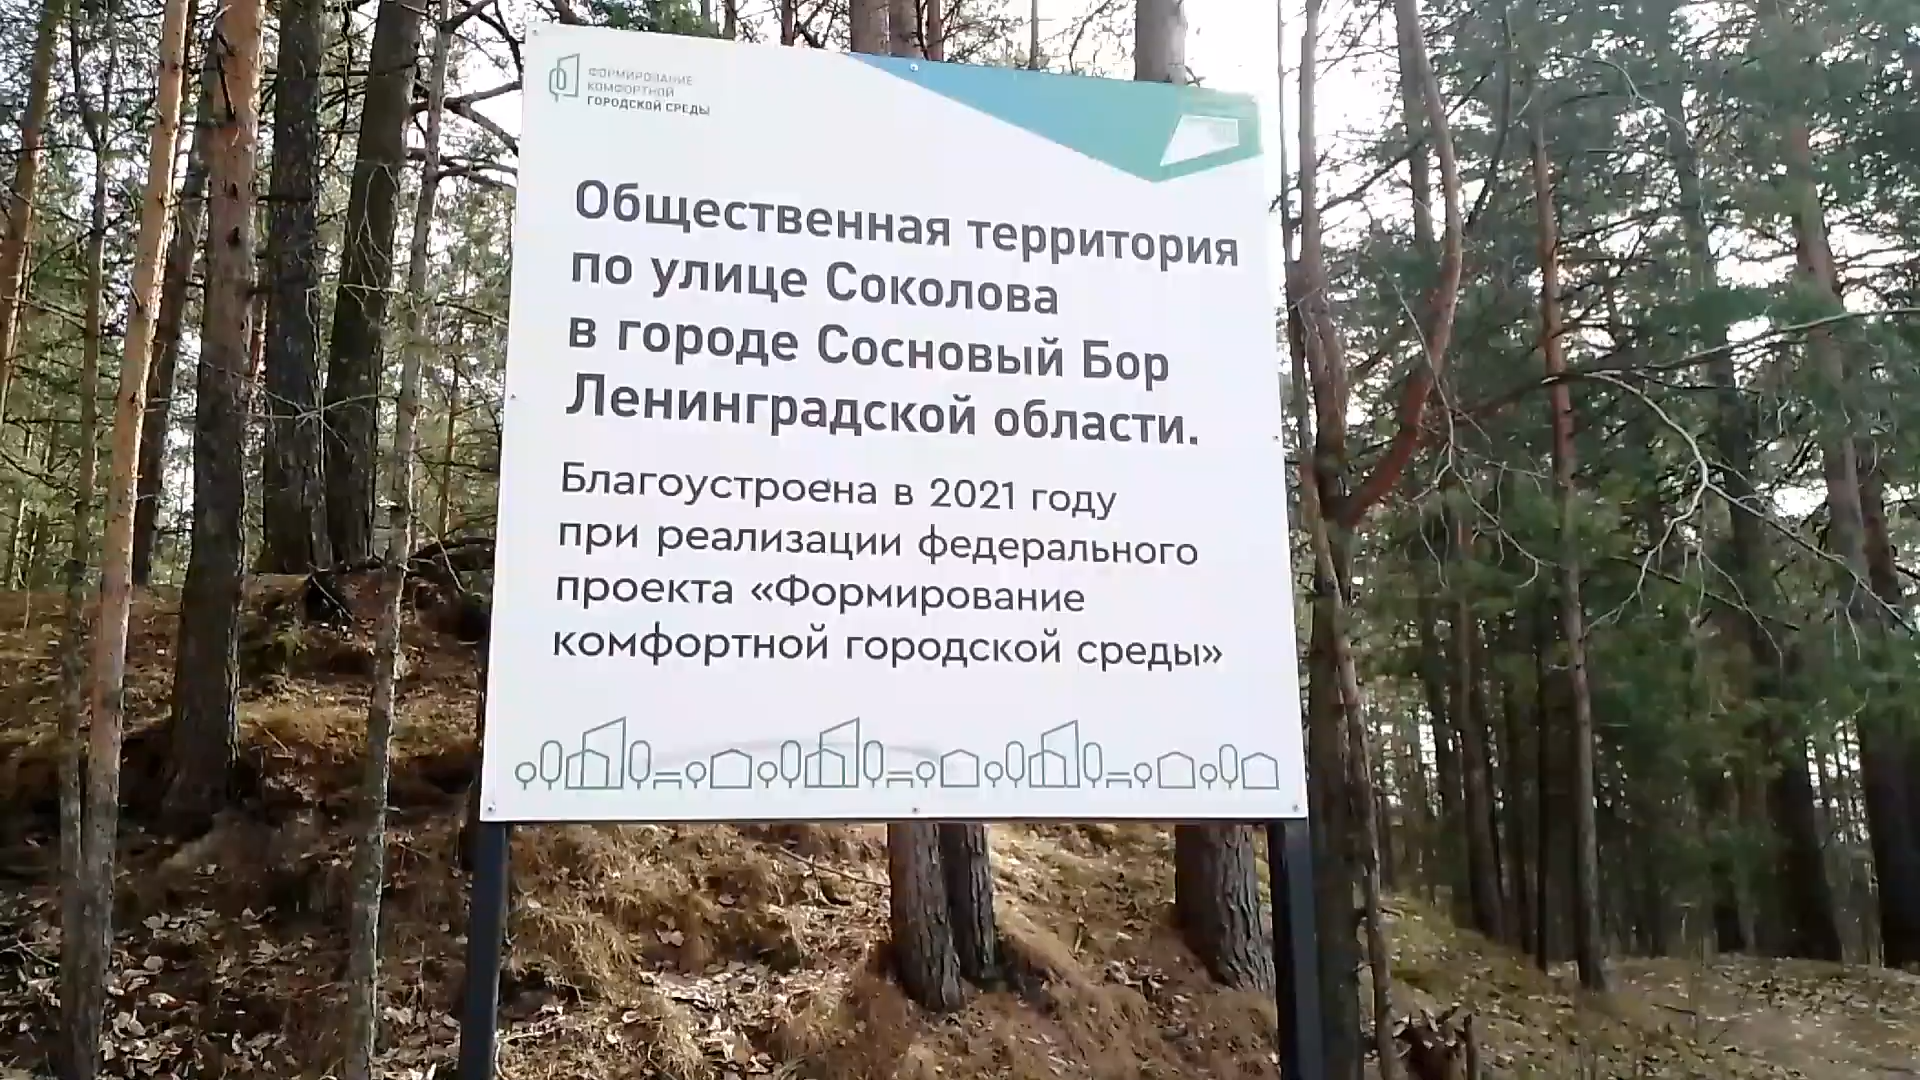 ФОРМИРОВАНИЕ
КОМФОРТНОЙ
ГОРОДСКОЙ СРЕДЫ
Общественная территория
по улице Соколова
в городе Сосновый Бор
Ленинградской области.
Благоустроена в 2021 году
при реализации федерального
проекта «Формирование
комфортной городской среды»